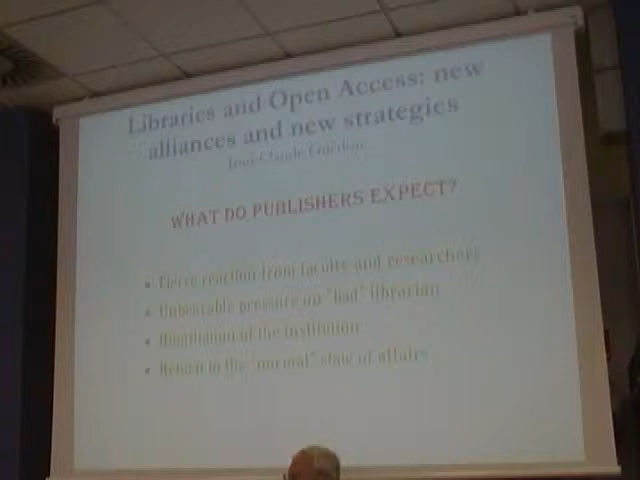 Libraries and Open Access: new
alliances and new strategies
Jean-Claude Guédon
WHAT DO PUBLISHERS EXPECT?
• Fierce reaction from faculty and researchers
• Unbearable pressure on "bad" librarian
• Humiliation of the institution
• Return to the "normal" state of affairs